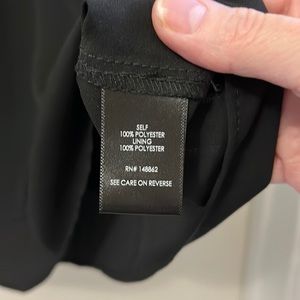 SELF
100% POLYESTER
LINING
100% POLYESTER
RN# 148862
SEE CARE ON REVERSE